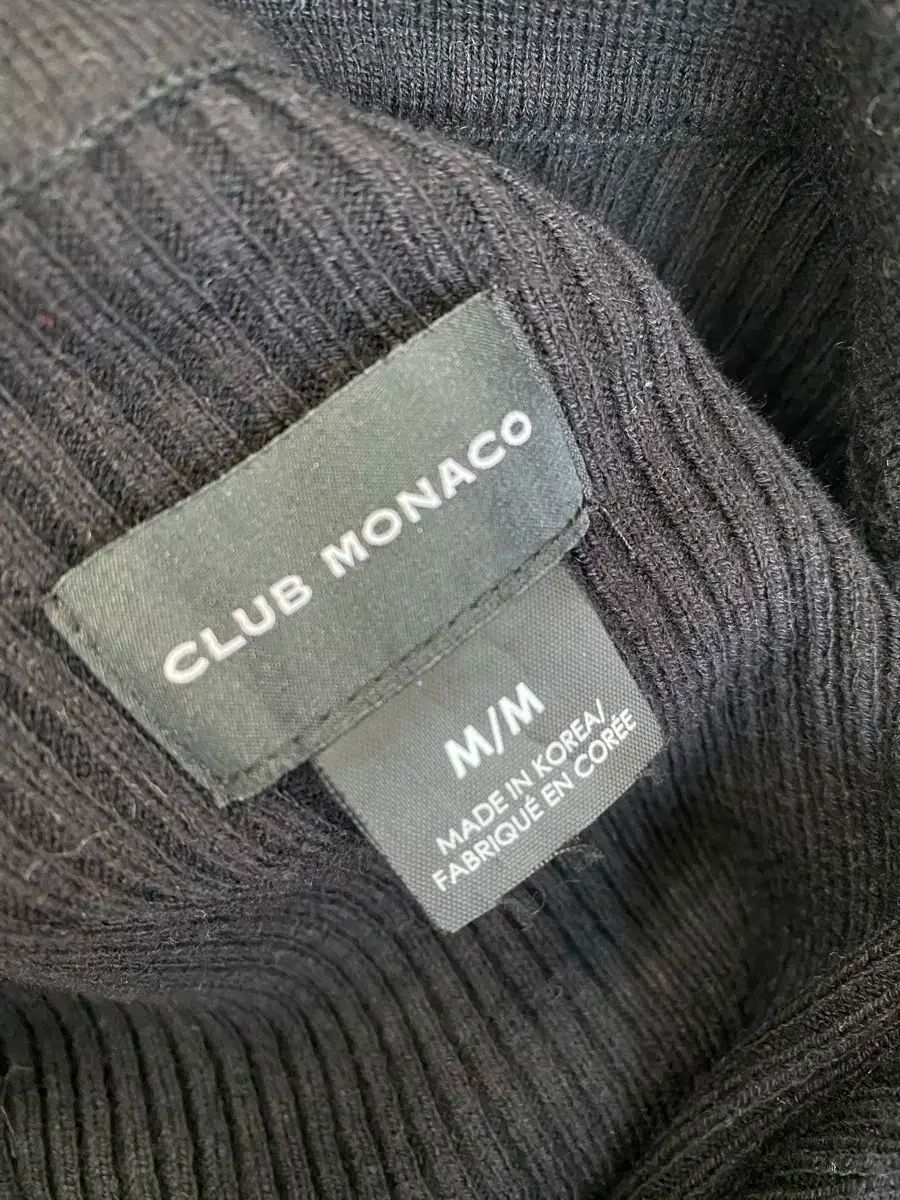 CLUB MONACO
M/M
MADE IN KOREA/
FABRIQUÉ EN CORÉE